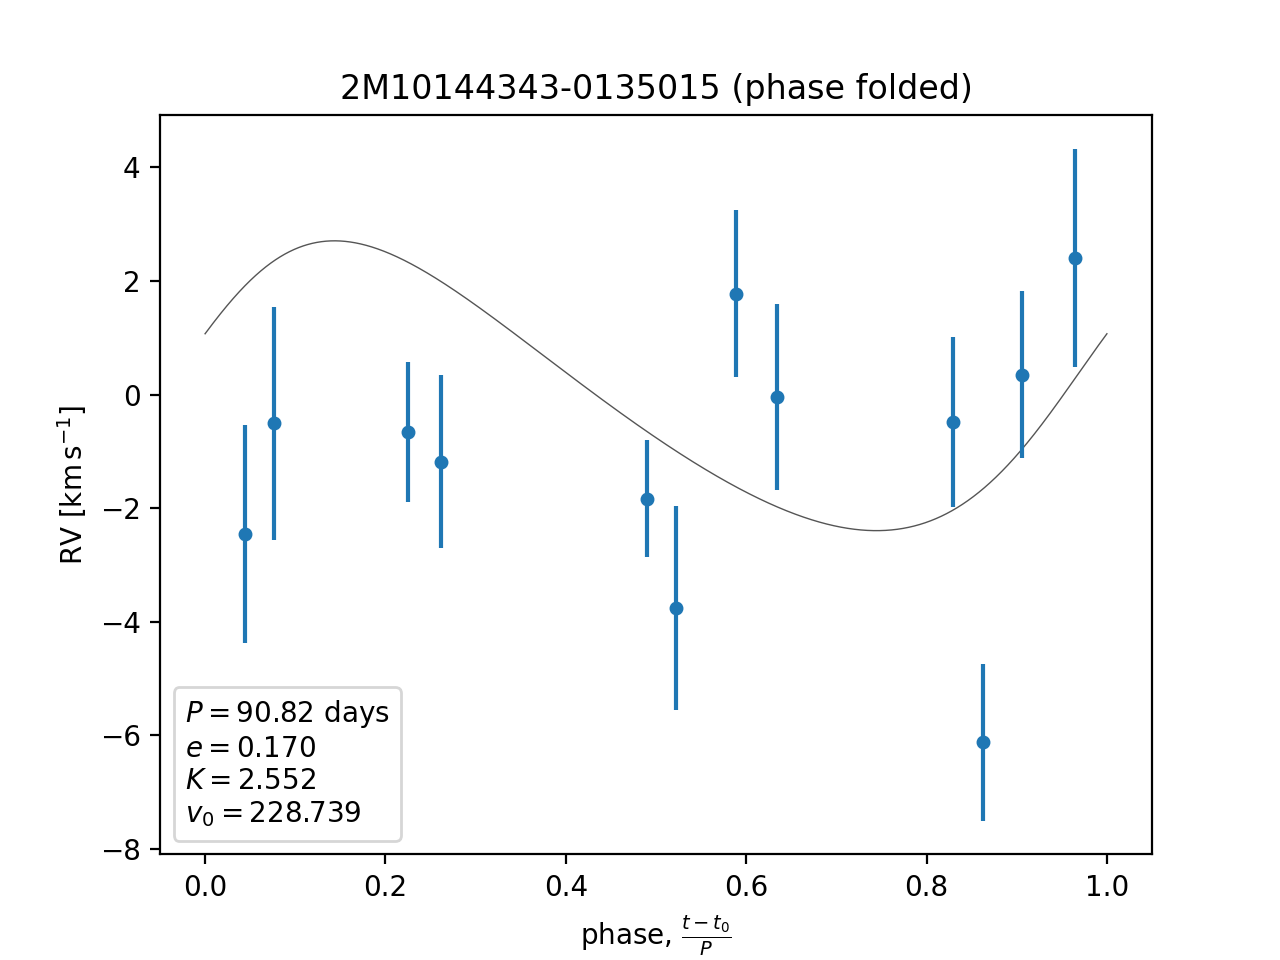 2M10144343-0135015 (phase folded)
4
2
0
−2
−4
−6
−8
RV [km s⁻¹]
P = 90.82 days
e = 0.170
K = 2.552
v₀ = 228.739
0.0 0.2 0.4 0.6 0.8 1.0
phase, (t − t₀)/P